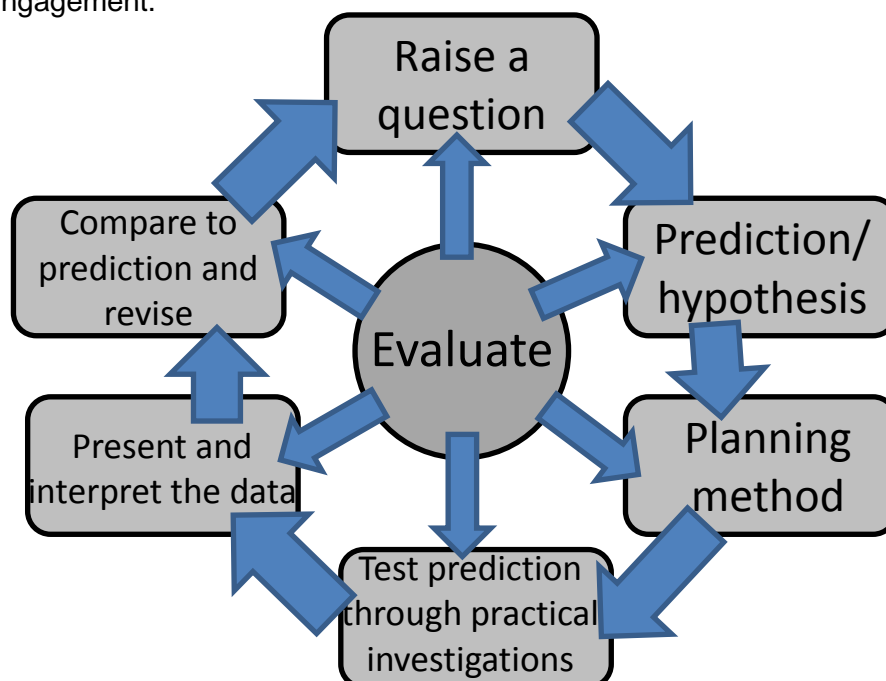 Raise a
question
Prediction/
hypothesis
Planning
method
Test prediction
through practical
investigations
Present and
interpret the data
Compare to
prediction and
revise
Evaluate